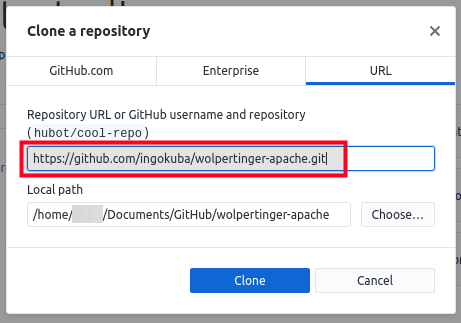 Clone a repository
GitHub.com
Enterprise
URL
Repository URL or GitHub username and repository
(hubot/cool-repo)
https://github.com/ingokuba/wolpertinger-apache.git
Local path
/home/ /Documents/GitHub/wolpertinger-apache
Choose...
Clone
Cancel